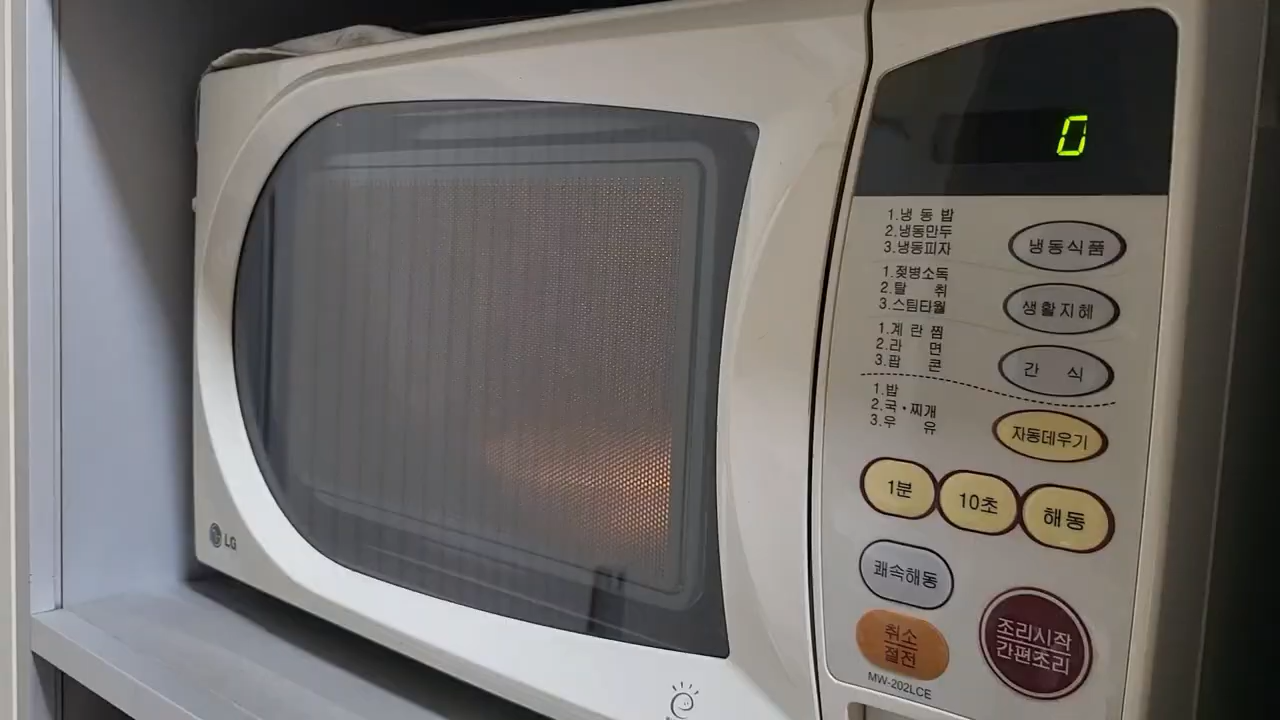 0
1.냉 동 밥
2.냉동만두
3.냉동피자
냉동식품
1.젖병소독
2.탈 취
3.스팀타월
생활지혜
1.계 란 찜
2.라 면
3.팝 콘
간 식
1.밥
2.국·찌개
3.우 유
자동데우기
1분
10초
해동
쾌속해동
취소
절전
조리시작
간편조리
MW-202LCE
LG